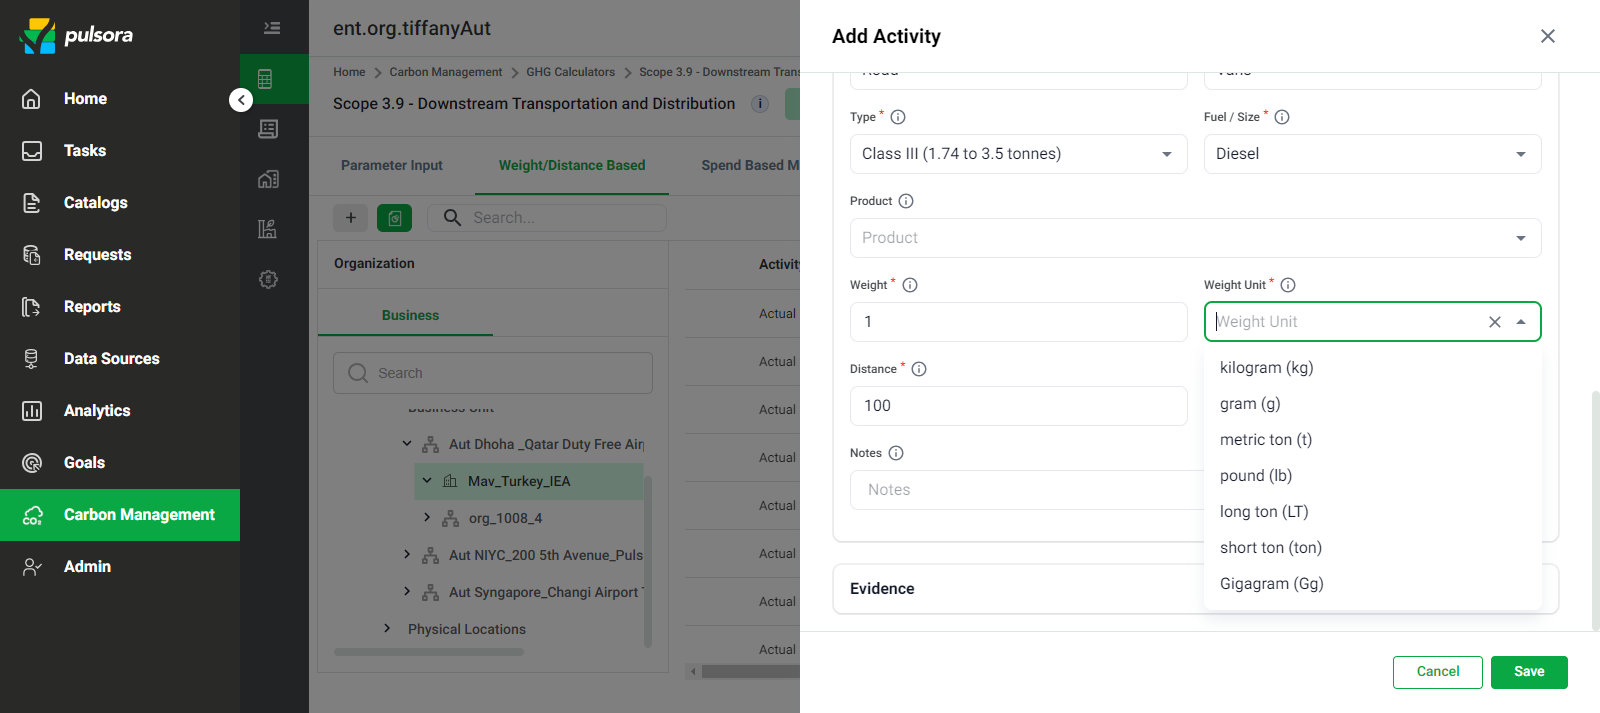 pulsora
Home
Tasks
Catalogs
Requests
Reports
Data Sources
Analytics
Goals
Carbon Management
Admin
ent.org.tiffanyAut
Home > Carbon Management > GHG Calculators > Scope 3.9 - Downstream Trans
Scope 3.9 - Downstream Transportation and Distribution
Parameter Input
Weight/Distance Based
Spend Based M
Search...
Organization
Business
Search
Business Unit
Aut Dhoha _Qatar Duty Free Air
Mav_Turkey_IEA
org_1008_4
Aut NIYC_200 5th Avenue_Puls
Aut Syngapore_Changi Airport T
Physical Locations
Activity
Actual
Actual
Actual
Actual
Actual
Actual
Actual
Actual
Add Activity
Road
Vans
Type *
Fuel / Size *
Class III (1.74 to 3.5 tonnes)
Diesel
Product
Product
Weight *
Weight Unit *
1
Weight Unit
Distance *
100
Notes
Notes
kilogram (kg)
gram (g)
metric ton (t)
pound (lb)
long ton (LT)
short ton (ton)
Gigagram (Gg)
Evidence
Cancel
Save